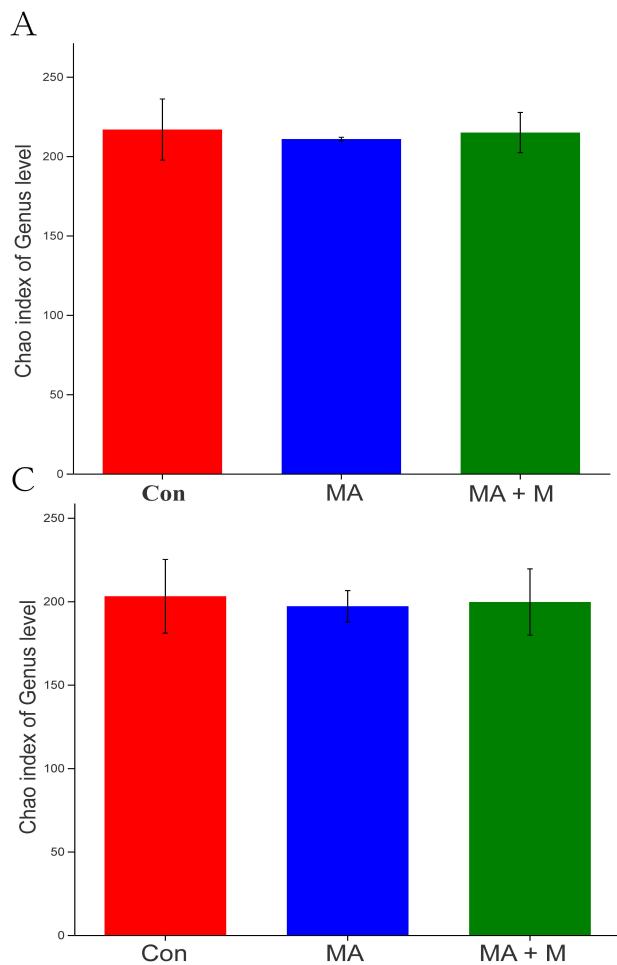 A
Chao index of Genus level
250
200
150
100
50
0
Con
MA
MA + M
C
Chao index of Genus level
250
200
150
100
50
0
Con
MA
MA + M